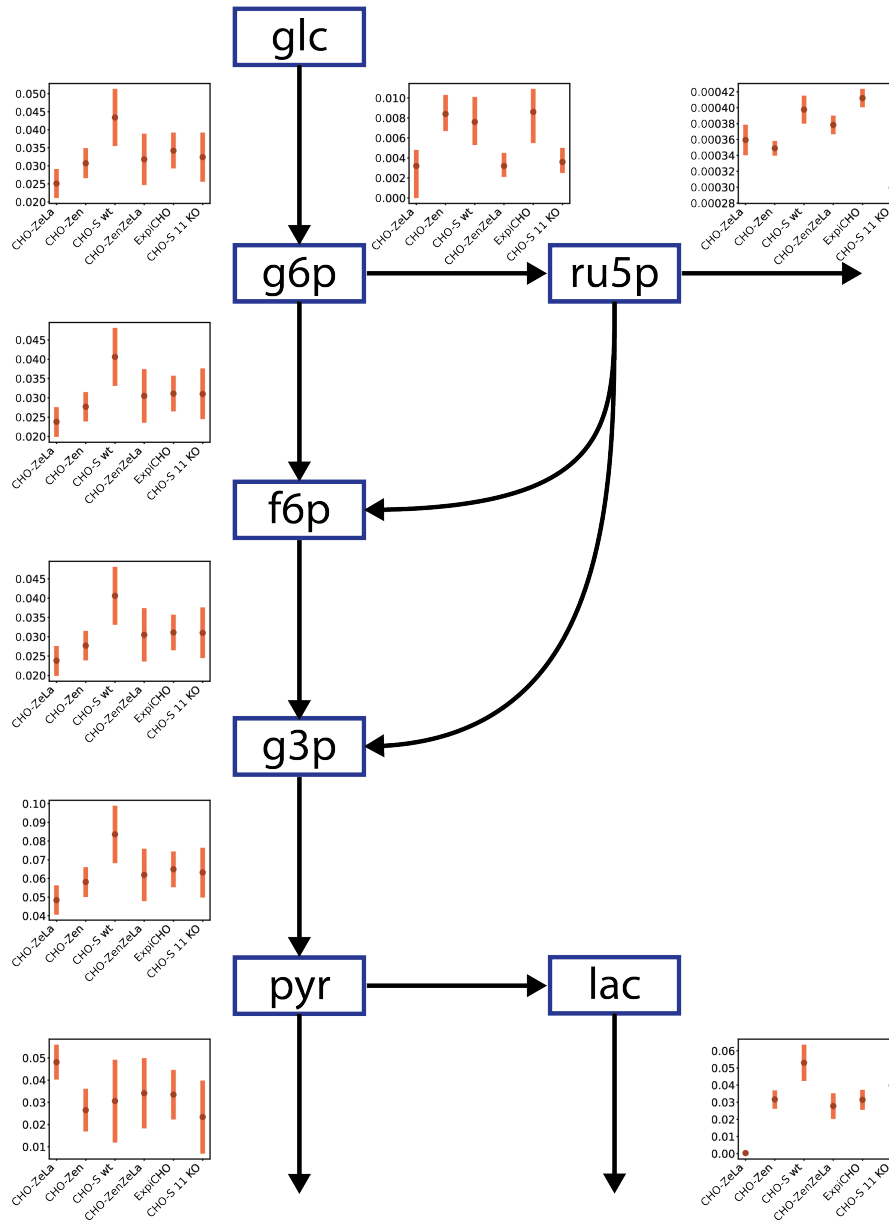 glc
0.050
0.045
0.040
0.035
0.030
0.025
0.020
CHO-ZeLa
CHO-Zen
CHO-S wt
CHO-ZenZeLa
ExpiCHO
CHO-S 11 KO
0.010
0.008
0.006
0.004
0.002
0.000
CHO-ZeLa
CHO-Zen
CHO-S wt
CHO-ZenZeLa
ExpiCHO
CHO-S 11 KO
0.00042
0.00040
0.00038
0.00036
0.00034
0.00032
0.00030
0.00028
CHO-ZeLa
CHO-Zen
CHO-S wt
CHO-ZenZeLa
ExpiCHO
CHO-S 11 KO
g6p
ru5p
0.045
0.040
0.035
0.030
0.025
0.020
CHO-ZeLa
CHO-Zen
CHO-S wt
CHO-ZenZeLa
ExpiCHO
CHO-S 11 KO
f6p
0.045
0.040
0.035
0.030
0.025
0.020
CHO-ZeLa
CHO-Zen
CHO-S wt
CHO-ZenZeLa
ExpiCHO
CHO-S 11 KO
g3p
0.10
0.09
0.08
0.07
0.06
0.05
0.04
CHO-ZeLa
CHO-Zen
CHO-S wt
CHO-ZenZeLa
ExpiCHO
CHO-S 11 KO
pyr
lac
0.05
0.04
0.03
0.02
0.01
CHO-ZeLa
CHO-Zen
CHO-S wt
CHO-ZenZeLa
ExpiCHO
CHO-S 11 KO
0.06
0.05
0.04
0.03
0.02
0.01
0.00
CHO-ZeLa
CHO-Zen
CHO-S wt
CHO-ZenZeLa
ExpiCHO
CHO-S 11 KO